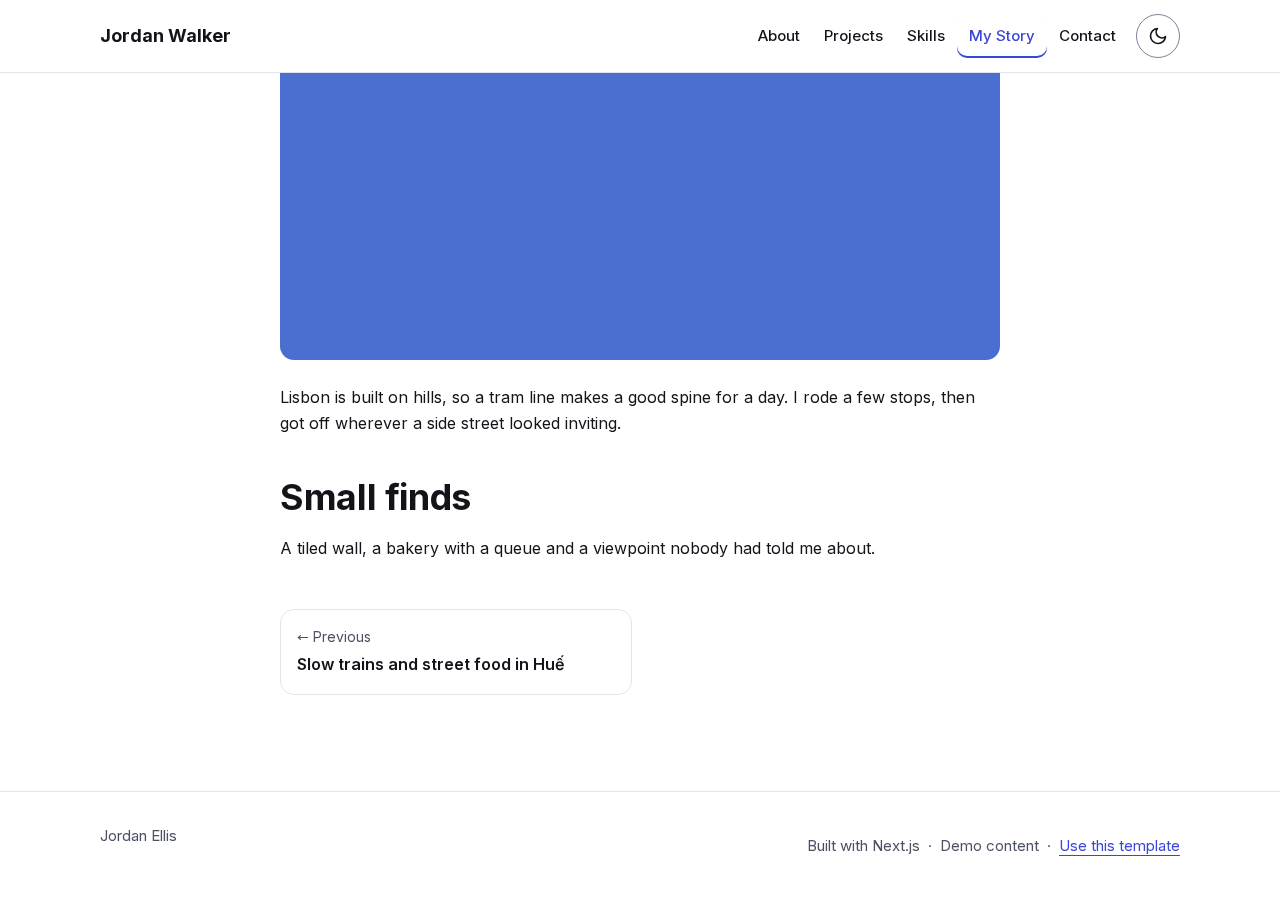 Jordan Walker
About Projects Skills My Story Contact
Lisbon is built on hills, so a tram line makes a good spine for a day. I rode a few stops, then
got off wherever a side street looked inviting.
Small finds
A tiled wall, a bakery with a queue and a viewpoint nobody had told me about.
← Previous
Slow trains and street food in Huế
Jordan Ellis
Built with Next.js · Demo content · Use this template